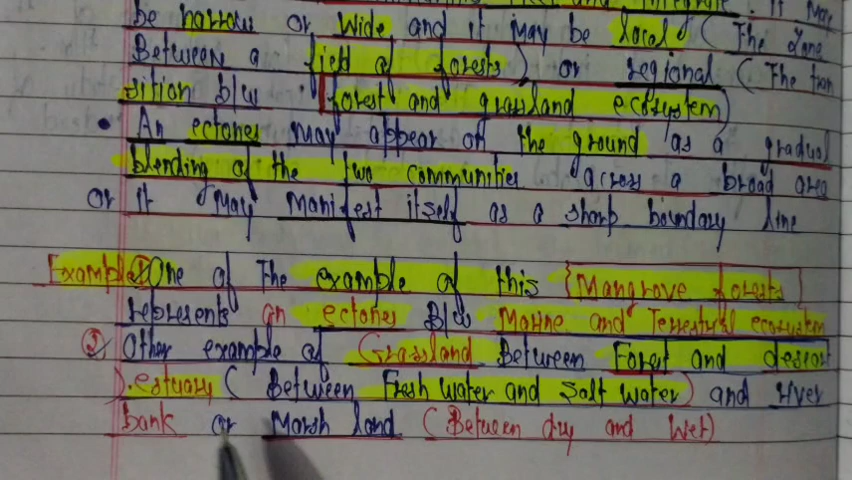 be narrow or wide and it may be local (The Zone
Between a field of forests) or regional (The tran
sition b/w forest and grassland ecosystem)
• An ectones may appear on the ground as a gradual
blending of the two communities across a broad area
or it may manifest itself as a sharp boundary line
Example ① One of The example of this [Mangrove forests]
represents an ectones B/w Marine and Terrestrial ecosystem
② Other example of Grassland Between Forest and desert
). estuary (Between Fresh water and Salt water) and river
bank or Marsh land (Between dry and Wet)